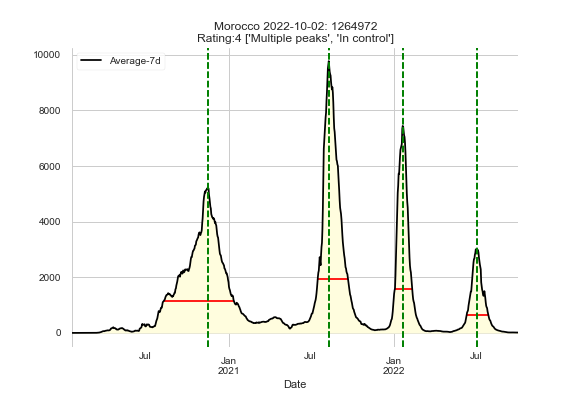 Morocco 2022-10-02: 1264972
Rating:4 ['Multiple peaks', 'In control']
Average-7d
10000
8000
6000
4000
2000
0
Jul
Jan
2021
Jul
Jan
2022
Jul
Date